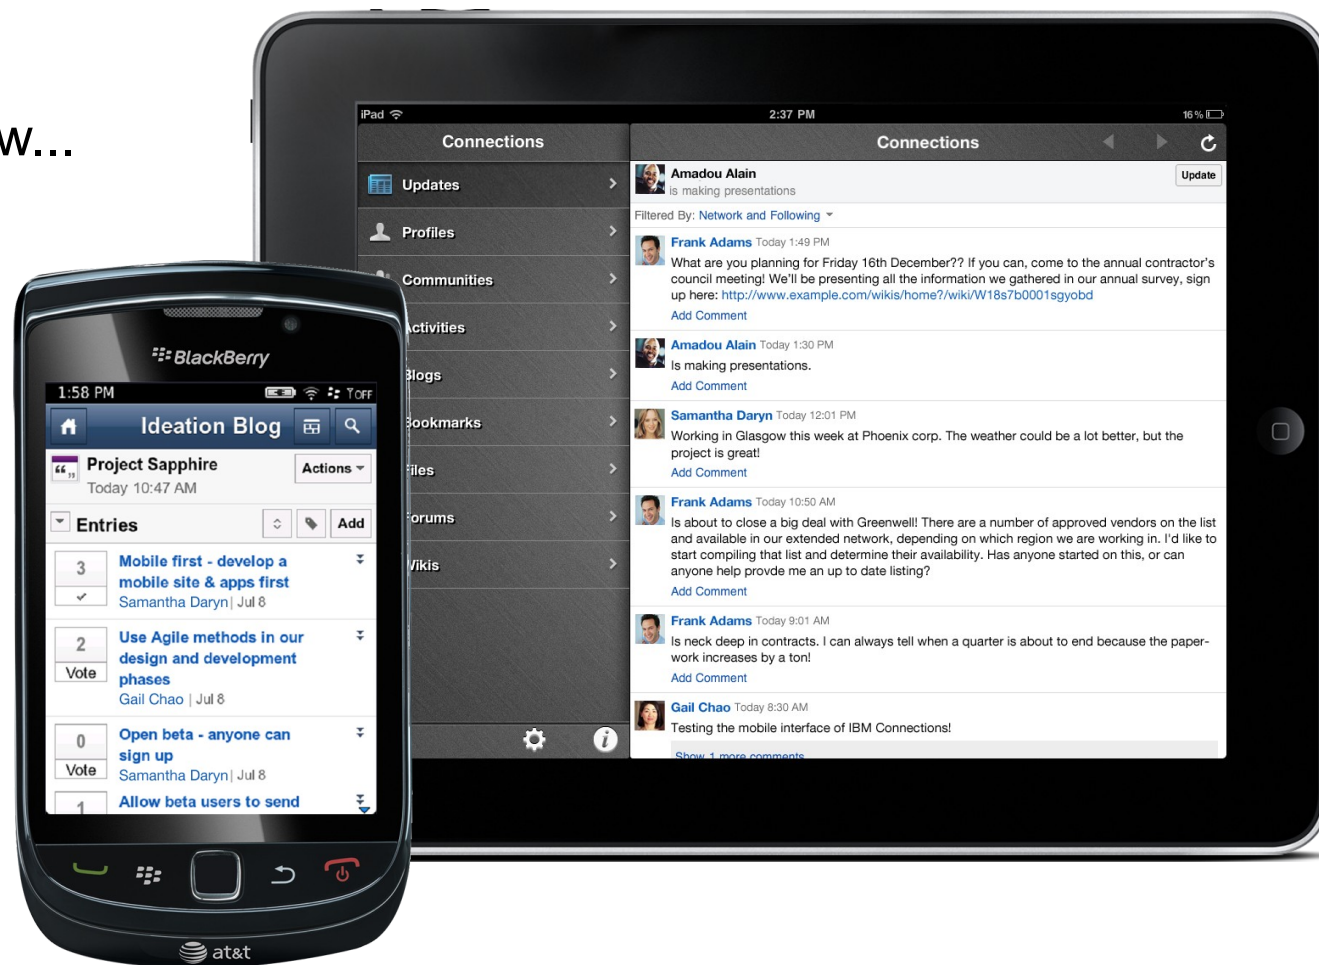 w...
iPad
2:37 PM
16%
Connections
Connections
Updates
Profiles
Communities
Activities
Blogs
Bookmarks
Files
Forums
Wikis
Amadou Alain
is making presentations
Update
Filtered By: Network and Following
Frank Adams Today 1:49 PM
What are you planning for Friday 16th December?? If you can, come to the annual contractor's
council meeting! We'll be presenting all the information we gathered in our annual survey, sign
up here: http://www.example.com/wikis/home?/wiki/W18s7b0001sgyobd
Add Comment
Amadou Alain Today 1:30 PM
Is making presentations.
Add Comment
Samantha Daryn Today 12:01 PM
Working in Glasgow this week at Phoenix corp. The weather could be a lot better, but the
project is great!
Add Comment
Frank Adams Today 10:50 AM
Is about to close a big deal with Greenwell! There are a number of approved vendors on the list
and available in our extended network, depending on which region we are working in. I'd like to
start compiling that list and determine their availability. Has anyone started on this, or can
anyone help provde me an up to date listing?
Add Comment
Frank Adams Today 9:01 AM
Is neck deep in contracts. I can always tell when a quarter is about to end because the paper-
work increases by a ton!
Add Comment
Gail Chao Today 8:30 AM
Testing the mobile interface of IBM Connections!
Show 1 more comments
BlackBerry
1:58 PM
OFF
Ideation Blog
Project Sapphire
Today 10:47 AM
Actions
Entries
Add
3
Mobile first - develop a
mobile site & apps first
Samantha Daryn| Jul 8
2
Vote
Use Agile methods in our
design and development
phases
Gail Chao | Jul 8
0
Vote
Open beta - anyone can
sign up
Samantha Daryn| Jul 8
1
Allow beta users to send
at&t